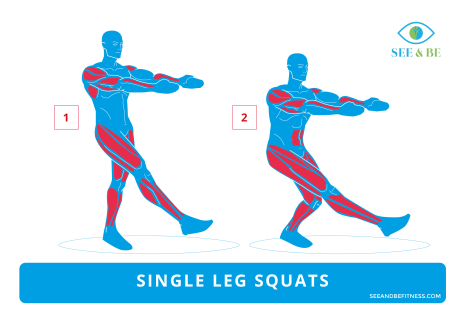 SEE & BE
1
2
SINGLE LEG SQUATS
SEEANDBEFITNESS.COM